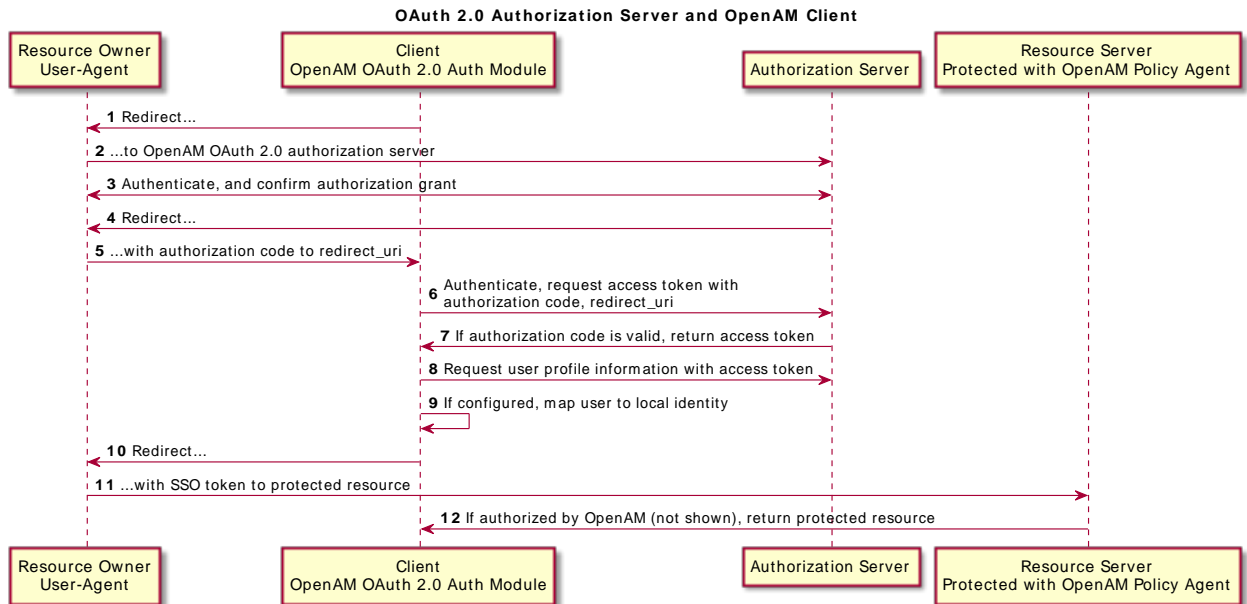 OAuth 2.0 Authorization Server and OpenAM Client
Resource Owner
User-Agent
Client
OpenAM OAuth 2.0 Auth Module
Authorization Server
Resource Server
Protected with OpenAM Policy Agent
1 Redirect...
2 ...to OpenAM OAuth 2.0 authorization server
3 Authenticate, and confirm authorization grant
4 Redirect...
5 ...with authorization code to redirect_uri
6 Authenticate, request access token with
authorization code, redirect_uri
7 If authorization code is valid, return access token
8 Request user profile information with access token
9 If configured, map user to local identity
10 Redirect...
11 ...with SSO token to protected resource
12 If authorized by OpenAM (not shown), return protected resource
Resource Owner
User-Agent
Client
OpenAM OAuth 2.0 Auth Module
Authorization Server
Resource Server
Protected with OpenAM Policy Agent